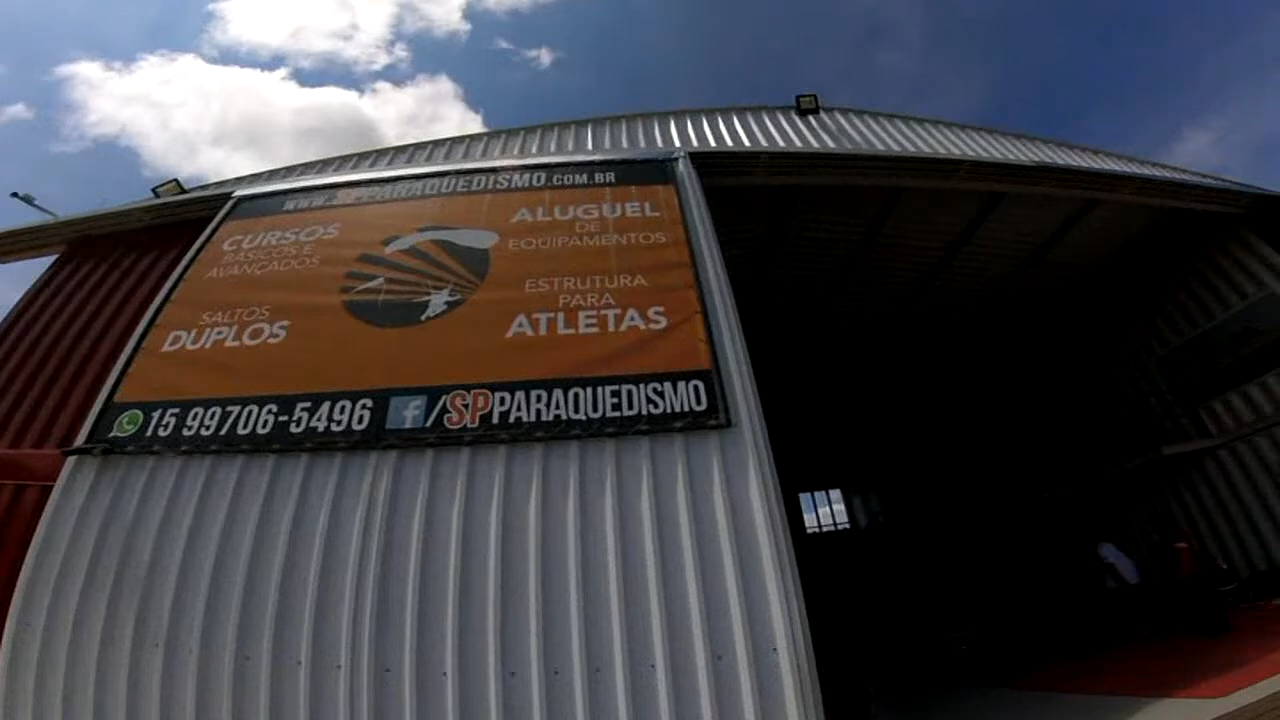 WWW.SPPARAQUEDISMO.COM.BR
CURSOS
BÁSICOS E
AVANÇADOS
SALTOS
DUPLOS
ALUGUEL
DE
EQUIPAMENTOS
ESTRUTURA
PARA
ATLETAS
15 99706-5496 f/SPPARAQUEDISMO